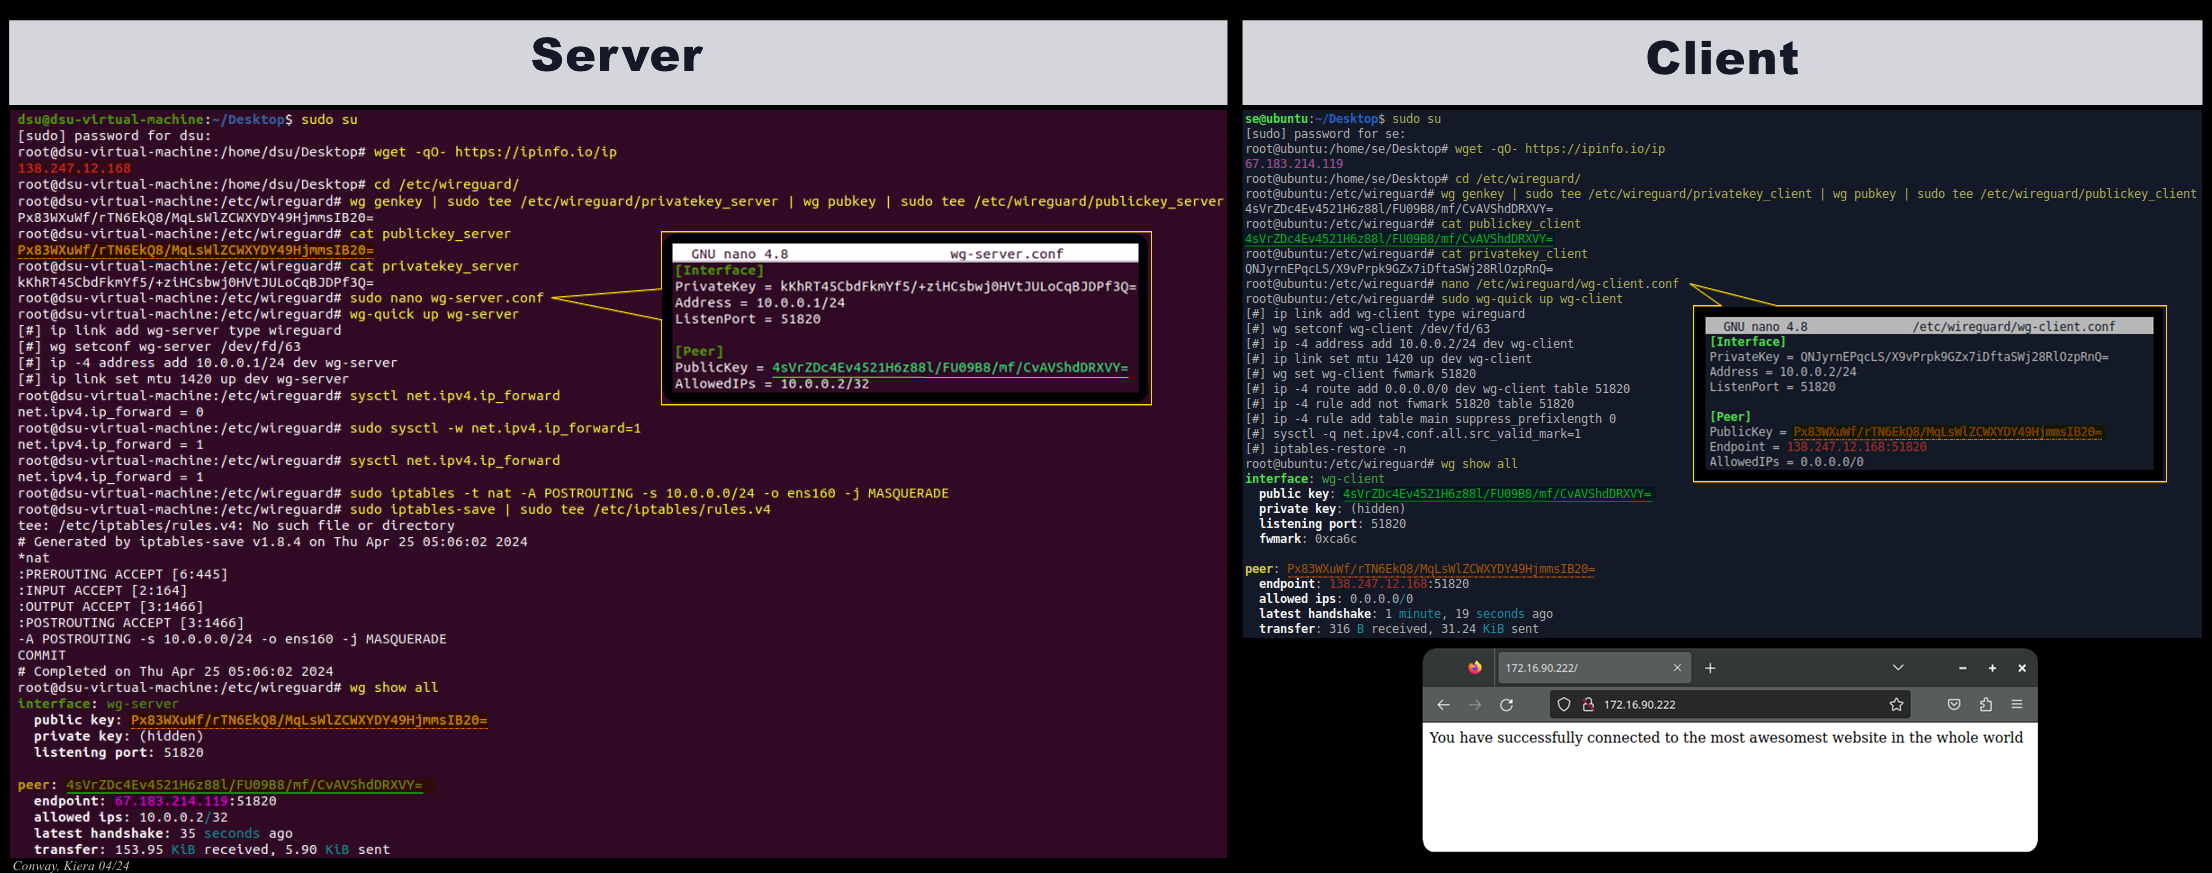 Server
dsu@dsu-virtual-machine:~/Desktop$ sudo su
[sudo] password for dsu:
root@dsu-virtual-machine:/home/dsu/Desktop# wget -qO- https://ipinfo.io/ip
138.247.12.168
root@dsu-virtual-machine:/home/dsu/Desktop# cd /etc/wireguard/
root@dsu-virtual-machine:/etc/wireguard# wg genkey | sudo tee /etc/wireguard/privatekey_server | wg pubkey | sudo tee /etc/wireguard/publickey_server
Px83WXuWf/rTN6EkQ8/MqLsWlZCWXYDY49HjmmsIB20=
root@dsu-virtual-machine:/etc/wireguard# cat publickey_server
Px83WXuWf/rTN6EkQ8/MqLsWlZCWXYDY49HjmmsIB20=
root@dsu-virtual-machine:/etc/wireguard# cat privatekey_server
kKhRT45CbdFkmYf5/+ziHCsbwj0HVtJULoCqBJDPf3Q=
root@dsu-virtual-machine:/etc/wireguard# sudo nano wg-server.conf
root@dsu-virtual-machine:/etc/wireguard# wg-quick up wg-server
[#] ip link add wg-server type wireguard
[#] wg setconf wg-server /dev/fd/63
[#] ip -4 address add 10.0.0.1/24 dev wg-server
[#] ip link set mtu 1420 up dev wg-server
root@dsu-virtual-machine:/etc/wireguard# sysctl net.ipv4.ip_forward
net.ipv4.ip_forward = 0
root@dsu-virtual-machine:/etc/wireguard# sudo sysctl -w net.ipv4.ip_forward=1
net.ipv4.ip_forward = 1
root@dsu-virtual-machine:/etc/wireguard# sysctl net.ipv4.ip_forward
net.ipv4.ip_forward = 1
root@dsu-virtual-machine:/etc/wireguard# sudo iptables -t nat -A POSTROUTING -s 10.0.0.0/24 -o ens160 -j MASQUERADE
root@dsu-virtual-machine:/etc/wireguard# sudo iptables-save | sudo tee /etc/iptables/rules.v4
tee: /etc/iptables/rules.v4: No such file or directory
# Generated by iptables-save v1.8.4 on Thu Apr 25 05:06:02 2024
*nat
:PREROUTING ACCEPT [6:445]
:INPUT ACCEPT [2:164]
:OUTPUT ACCEPT [3:1466]
:POSTROUTING ACCEPT [3:1466]
-A POSTROUTING -s 10.0.0.0/24 -o ens160 -j MASQUERADE
COMMIT
# Completed on Thu Apr 25 05:06:02 2024
root@dsu-virtual-machine:/etc/wireguard# wg show all
interface: wg-server
public key: Px83WXuWf/rTN6EkQ8/MqLsWlZCWXYDY49HjmmsIB20=
private key: (hidden)
listening port: 51820
peer: 4sVrZDc4Ev4521H6z88l/FU09B8/mf/CvAVShdDRXVY=
endpoint: 67.183.214.119:51820
allowed ips: 10.0.0.2/32
latest handshake: 35 seconds ago
transfer: 153.95 KiB received, 5.90 KiB sent
GNU nano 4.8 wg-server.conf
[Interface]
PrivateKey = kKhRT45CbdFkmYf5/+ziHCsbwj0HVtJULoCqBJDPf3Q=
Address = 10.0.0.1/24
ListenPort = 51820
[Peer]
PublicKey = 4sVrZDc4Ev4521H6z88l/FU09B8/mf/CvAVShdDRXVY=
AllowedIPs = 10.0.0.2/32
Conway, Kiera 04/24
Client
se@ubuntu:~/Desktop$ sudo su
[sudo] password for se:
root@ubuntu:/home/se/Desktop# wget -qO- https://ipinfo.io/ip
67.183.214.119
root@ubuntu:/home/se/Desktop# cd /etc/wireguard/
root@ubuntu:/etc/wireguard# wg genkey | sudo tee /etc/wireguard/privatekey_client | wg pubkey | sudo tee /etc/wireguard/publickey_client
4sVrZDc4Ev4521H6z88l/FU09B8/mf/CvAVShdDRXVY=
root@ubuntu:/etc/wireguard# cat publickey_client
4sVrZDc4Ev4521H6z88l/FU09B8/mf/CvAVShdDRXVY=
root@ubuntu:/etc/wireguard# cat privatekey_client
QNJyrnEPqcLS/X9vPrpk9GZx7iDftaSWj28RlOzpRnQ=
root@ubuntu:/etc/wireguard# nano /etc/wireguard/wg-client.conf
root@ubuntu:/etc/wireguard# sudo wg-quick up wg-client
[#] ip link add wg-client type wireguard
[#] wg setconf wg-client /dev/fd/63
[#] ip -4 address add 10.0.0.2/24 dev wg-client
[#] ip link set mtu 1420 up dev wg-client
[#] wg set wg-client fwmark 51820
[#] ip -4 route add 0.0.0.0/0 dev wg-client table 51820
[#] ip -4 rule add not fwmark 51820 table 51820
[#] ip -4 rule add table main suppress_prefixlength 0
[#] sysctl -q net.ipv4.conf.all.src_valid_mark=1
[#] iptables-restore -n
root@ubuntu:/etc/wireguard# wg show all
interface: wg-client
public key: 4sVrZDc4Ev4521H6z88l/FU09B8/mf/CvAVShdDRXVY=
private key: (hidden)
listening port: 51820
fwmark: 0xca6c
peer: Px83WXuWf/rTN6EkQ8/MqLsWlZCWXYDY49HjmmsIB20=
endpoint: 138.247.12.168:51820
allowed ips: 0.0.0.0/0
latest handshake: 1 minute, 19 seconds ago
transfer: 316 B received, 31.24 KiB sent
GNU nano 4.8 /etc/wireguard/wg-client.conf
[Interface]
PrivateKey = QNJyrnEPqcLS/X9vPrpk9GZx7iDftaSWj28RlOzpRnQ=
Address = 10.0.0.2/24
ListenPort = 51820
[Peer]
PublicKey = Px83WXuWf/rTN6EkQ8/MqLsWlZCWXYDY49HjmmsIB20=
Endpoint = 138.247.12.168:51820
AllowedIPs = 0.0.0.0/0
172.16.90.222/
172.16.90.222
You have successfully connected to the most awesomest website in the whole world